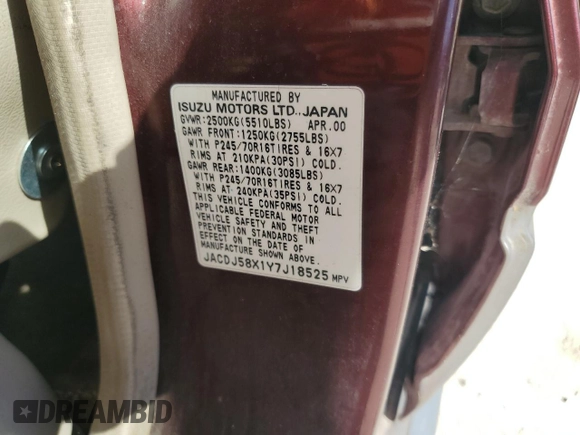 MANUFACTURED BY
ISUZU MOTORS LTD., JAPAN
GVWR:2500KG(5510LBS) APR.00
GAWR FRONT:1250KG(2755LBS)
WITH P245/70R16TIRES & 16X7
RIMS AT 210KPA(30PSI) COLD.
GAWR REAR:1400KG(3085LBS)
WITH P245/70R16TIRES & 16X7
RIMS AT 240KPA(35PSI) COLD.
THIS VEHICLE CONFORMS TO ALL
APPLICABLE FEDERAL MOTOR
VEHICLE SAFETY AND THEFT
PREVENTION STANDARDS IN
EFFECT ON THE DATE OF
MANUFACTURE SHOWN ABOVE.
JACDJ58X1Y7J18525 MPV
DREAMBID